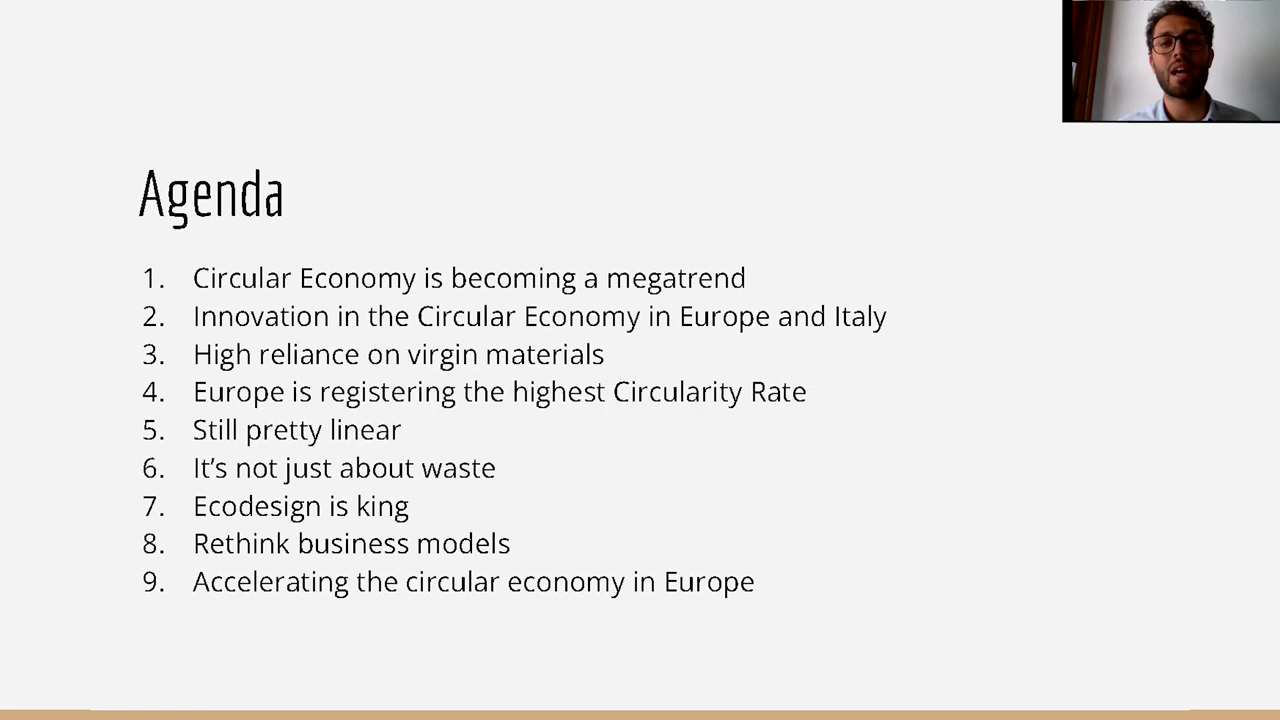 Agenda
1. Circular Economy is becoming a megatrend
2. Innovation in the Circular Economy in Europe and Italy
3. High reliance on virgin materials
4. Europe is registering the highest Circularity Rate
5. Still pretty linear
6. It’s not just about waste
7. Ecodesign is king
8. Rethink business models
9. Accelerating the circular economy in Europe